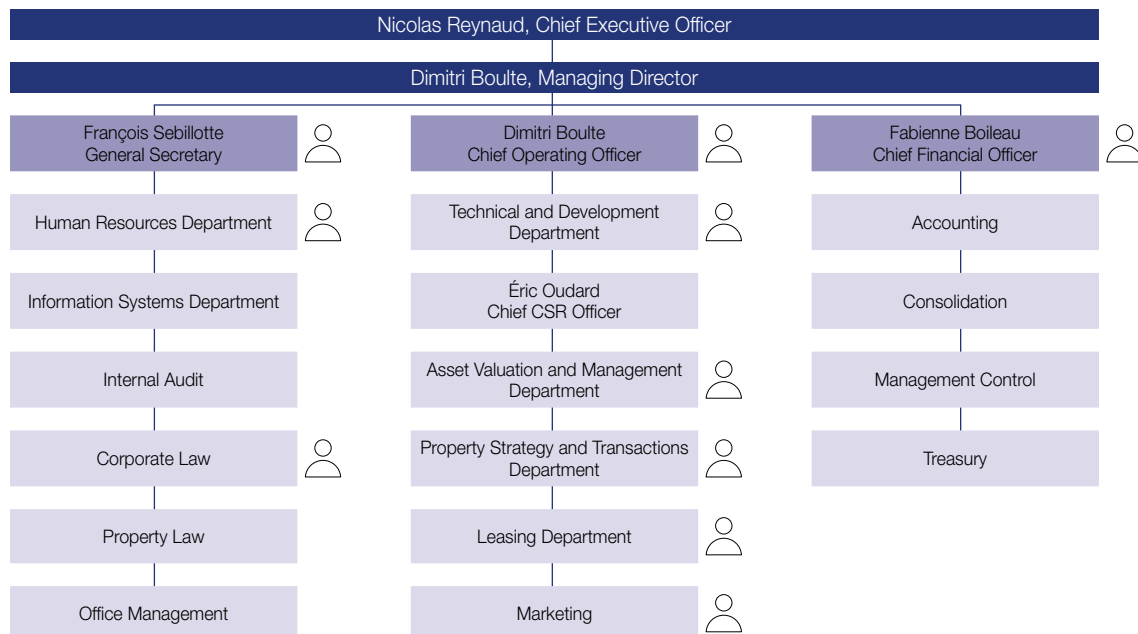 Nicolas Reynaud, Chief Executive Officer
Dimitri Boulte, Managing Director
François Sebillotte
General Secretary
Human Resources Department
Information Systems Department
Internal Audit
Corporate Law
Property Law
Office Management
Dimitri Boulte
Chief Operating Officer
Technical and Development
Department
Éric Oudard
Chief CSR Officer
Asset Valuation and Management
Department
Property Strategy and Transactions
Department
Leasing Department
Marketing
Fabienne Boileau
Chief Financial Officer
Accounting
Consolidation
Management Control
Treasury